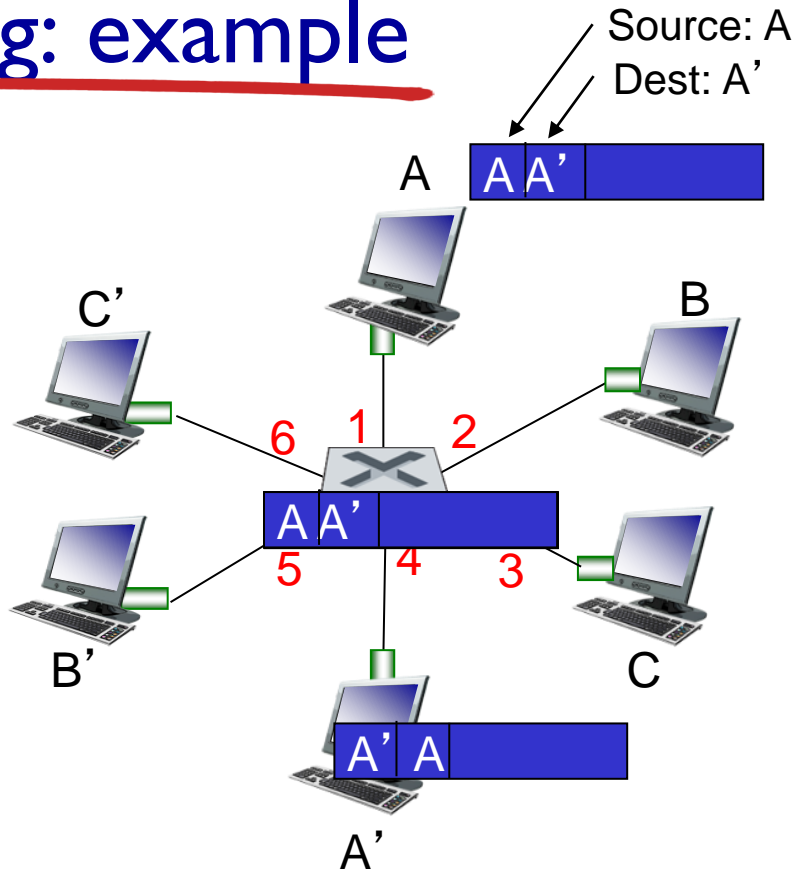 g: example
Source: A
Dest: A’
A
A A’
C’
B
6
1
2
A A’
5
4
3
B’
C
A’ A
A’